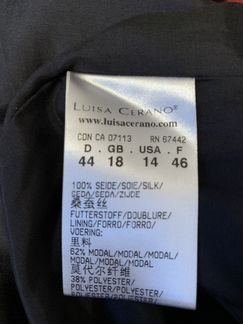 LUISA CERANO®
www.luisacerano.com
CDN CA 07113 RN 67442
D . GB . USA . F
44 18 14 46
100% SEIDE/SOIE/SILK/
SEDA/SEDA/ZIJDE
桑蚕丝
FUTTERSTOFF/DOUBLURE/
LINING/FORRO/FORRO/
VOERING:
里料
62% MODAL/MODAL/MODAL/
MODAL/MODAL/MODAL
莫代尔纤维
38% POLYESTER/
POLYESTER/POLYESTER/